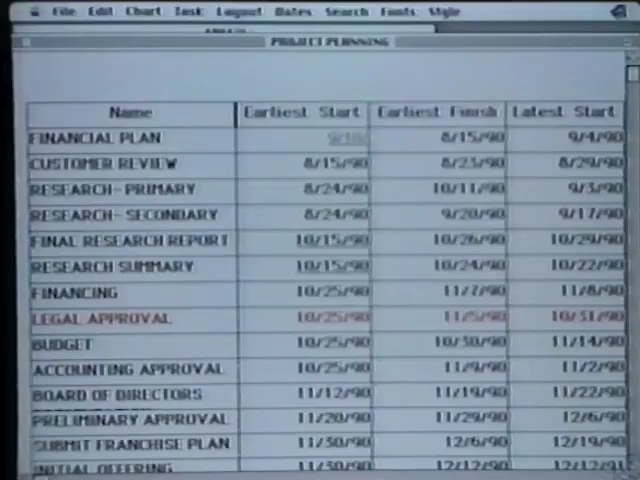 File Edit Chart Task Layout Dates Search Fonts Style
PROJECT PLANNING
Name Earliest Start Earliest Finish Latest Start
FINANCIAL PLAN 8/15/90 9/4/90
CUSTOMER REVIEW 8/15/90 8/23/90 8/29/90
RESEARCH- PRIMARY 8/24/90 10/11/90 9/3/90
RESEARCH- SECONDARY 8/24/90 9/20/90 9/17/90
FINAL RESEARCH REPORT 10/15/90 10/26/90 10/29/90
RESEARCH SUMMARY 10/15/90 10/24/90 10/22/90
FINANCING 10/25/90 11/7/90 11/8/90
LEGAL APPROVAL 10/25/90 11/5/90 10/31/90
BUDGET 10/25/90 10/30/90 11/14/90
ACCOUNTING APPROVAL 10/25/90 11/9/90 11/2/90
BOARD OF DIRECTORS 11/12/90 11/19/90 11/22/90
PRELIMINARY APPROVAL 11/20/90 11/29/90 12/6/90
SUBMIT FRANCHISE PLAN 11/30/90 12/6/90 12/19/90
INITIAL OFFERING 11/30/90 12/12/90